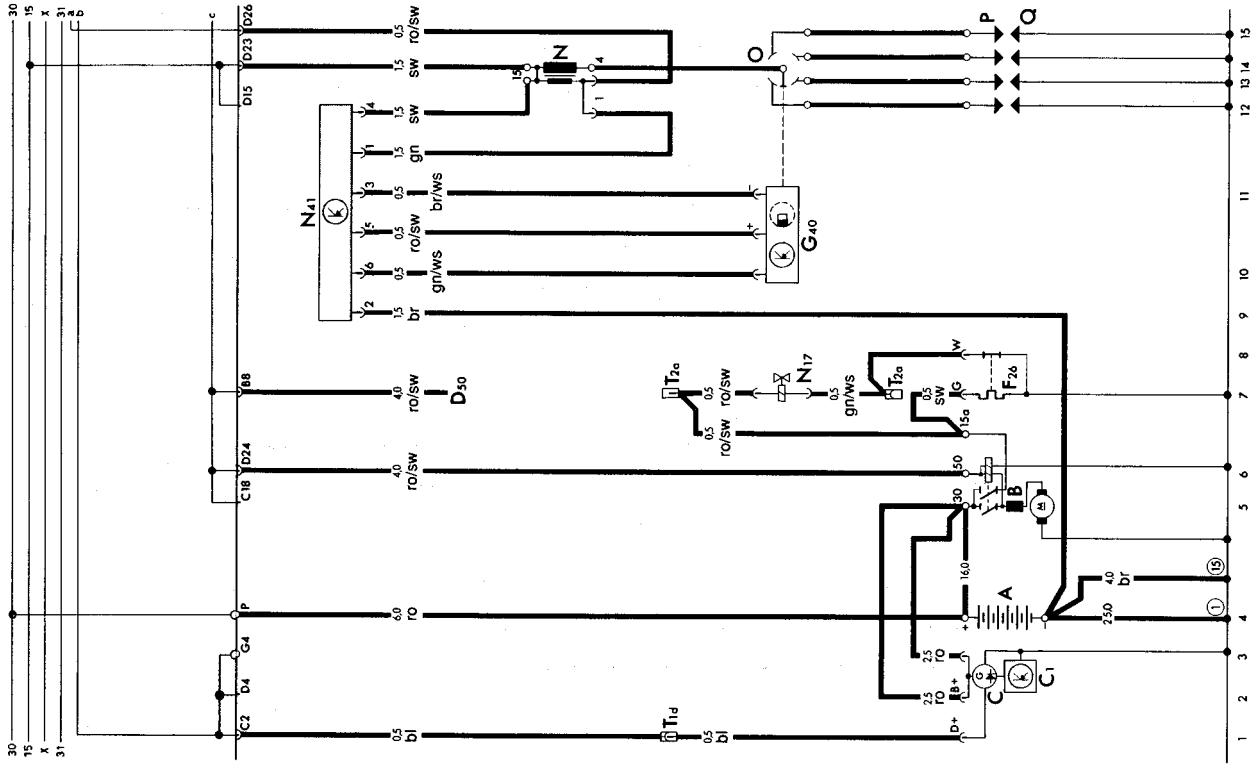 30 30
15 15
X X
31 31
a
b
c
C2 D4 G4 P C18 D24 B8 D15 D23 D26
N41
2 6 5 3 1 4
0,5 6,0 4,0 4,0 1,5 0,5 0,5 0,5 1,5 1,5 1,5 0,5
bl ro ro/sw ro/sw br gn/ws ro/sw br/ws gn sw sw ro/sw
D50
15 N
1 4
T1d T2a
0,5 0,5 0,5
bl ro/sw ro/sw
N17
- + O
G40
0,5
gn/ws
T2a
2,5 2,5 0,5
ro ro sw
D+ B+ 30 50 15a G W
16,0
+ A B F26 P
C G
C1 M Q
-
4,0
br
25,0
1 15
1 2 3 4 5 6 7 8 9 10 11 12 13 14 15